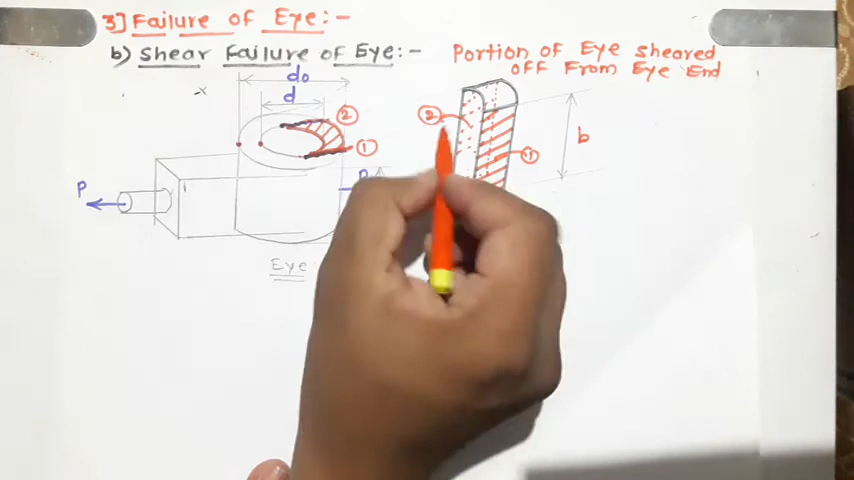 3] Failure of Eye:-
b) Shear Failure of Eye:-
Portion of Eye sheared
off From Eye End
do
d
②
①
②
①
b
P
P
Eye